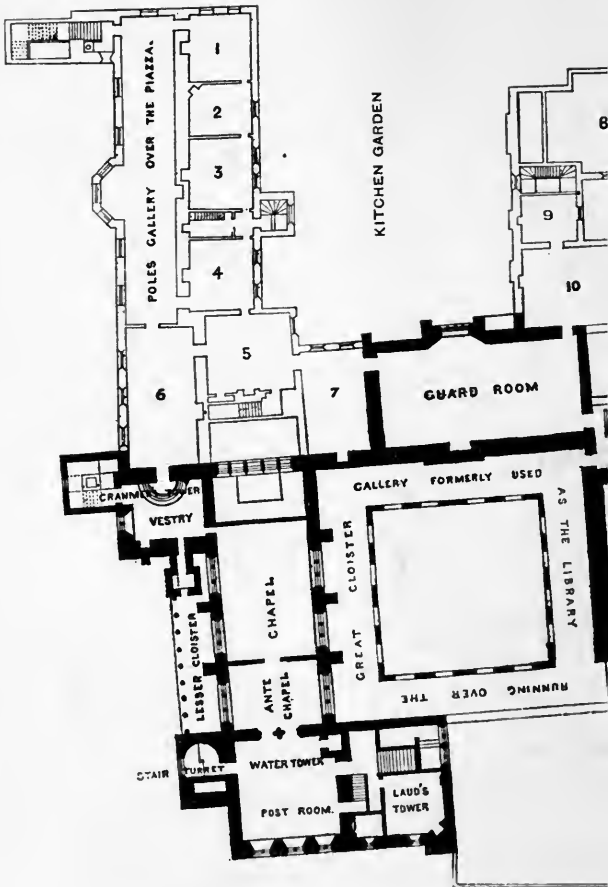 1
POLES GALLERY OVER THE PIAZZA.
2
3
4
KITCHEN GARDEN
8
9
10
5
6
7
GUARD ROOM
CRANMER TOWER
VESTRY
GALLERY FORMERLY USED
AS THE LIBRARY
RUNNING OVER THE
GREAT CLOISTER
CHAPEL
LESSER CLOISTER
ANTE
CHAPEL
STAIR TURRET
WATER TOWER
POST ROOM.
LAUD'S
TOWER